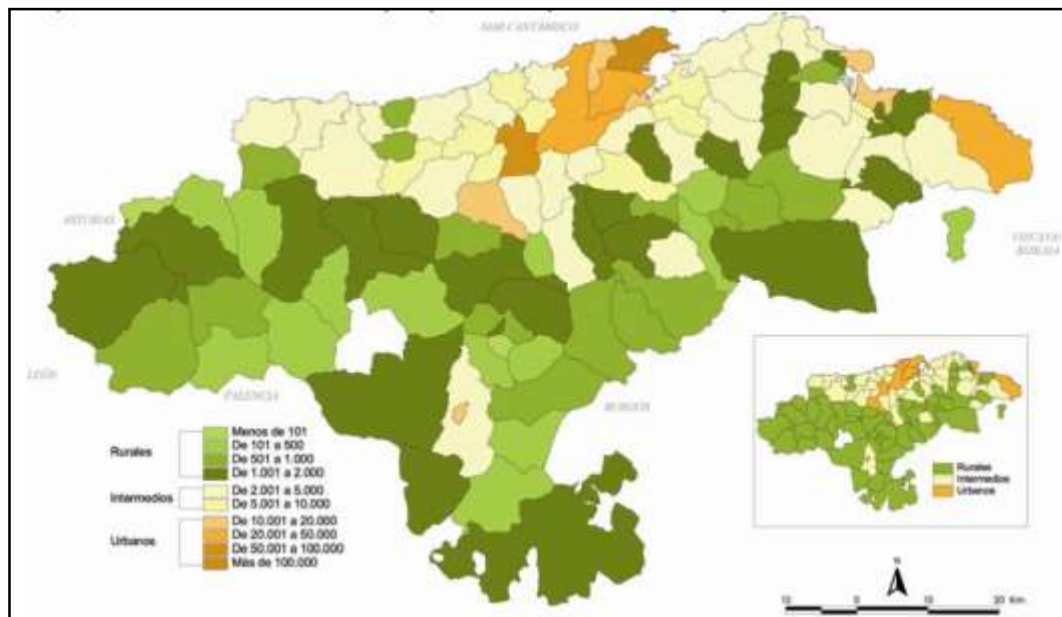 MAR CANTÁBRICO
ASTURIAS
VIZCAYA
BIZKAIA
LEÓN
PALENCIA
BURGOS
Rurales
Menos de 101
De 101 a 500
De 501 a 1.000
De 1.001 a 2.000
Intermedios
De 2.001 a 5.000
De 5.001 a 10.000
Urbanos
De 10.001 a 20.000
De 20.001 a 50.000
De 50.001 a 100.000
Más de 100.000
Rurales
Intermedios
Urbanos
N
10 0 10 20 Km.